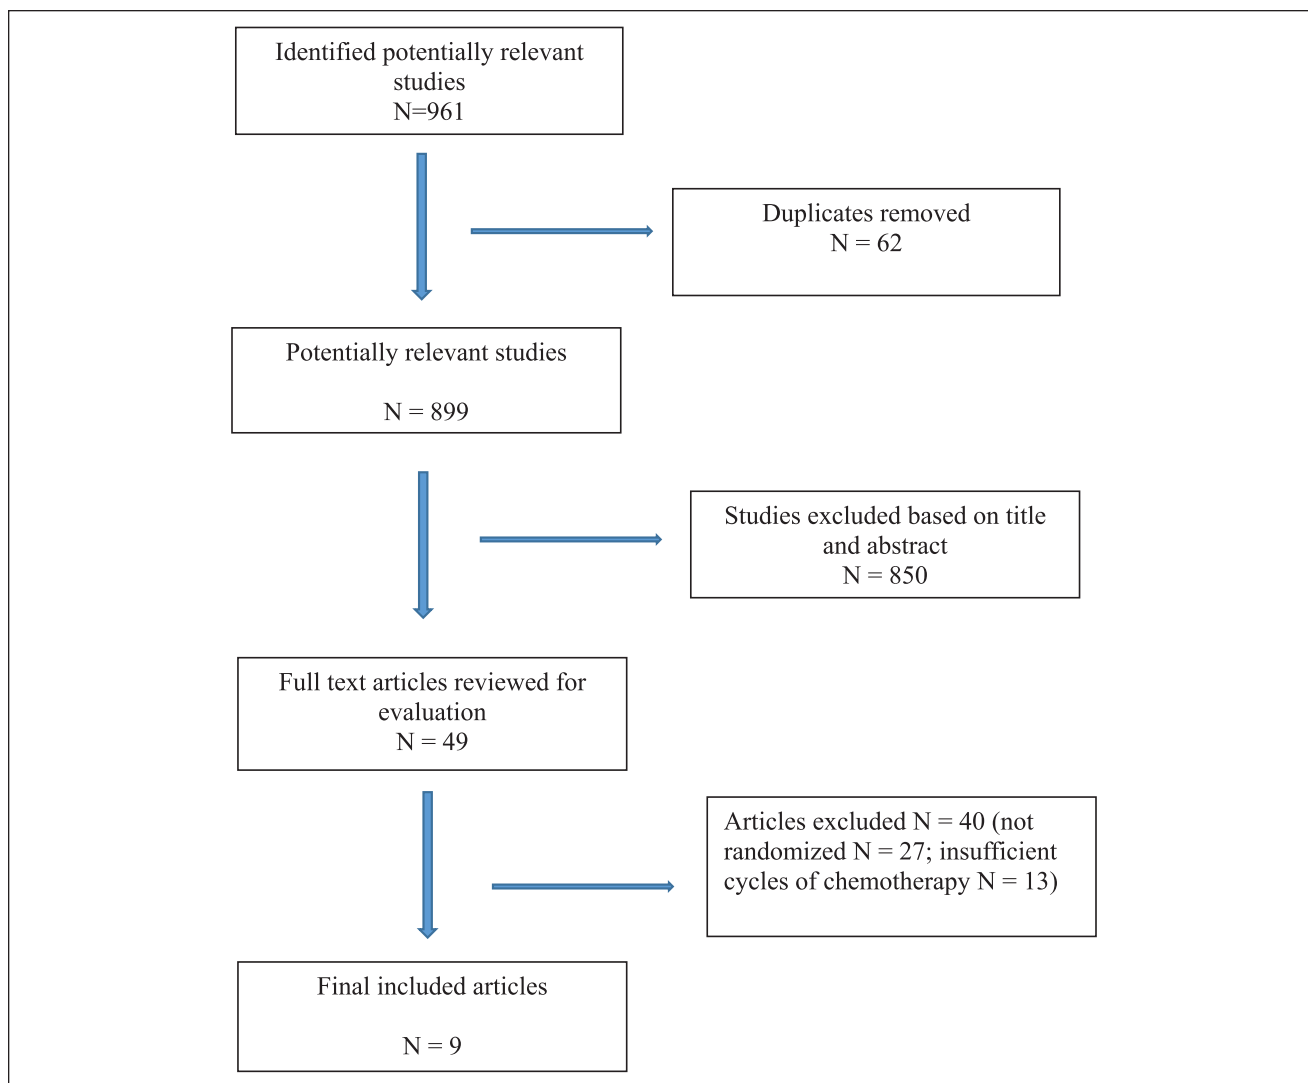 Identified potentially relevant
studies
N=961
Duplicates removed
N = 62
Potentially relevant studies
N = 899
Studies excluded based on title
and abstract
N = 850
Full text articles reviewed for
evaluation
N = 49
Articles excluded N = 40 (not
randomized N = 27; insufficient
cycles of chemotherapy N = 13)
Final included articles
N = 9